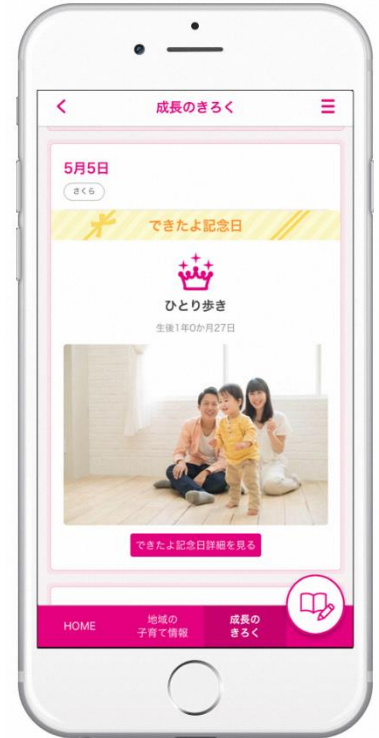 成長のきろく
5月5日
さくら
できたよ記念日
ひとり歩き
生後1年0か月27日
できたよ記念日詳細を見る
HOME
地域の
子育て情報
成長の
きろく